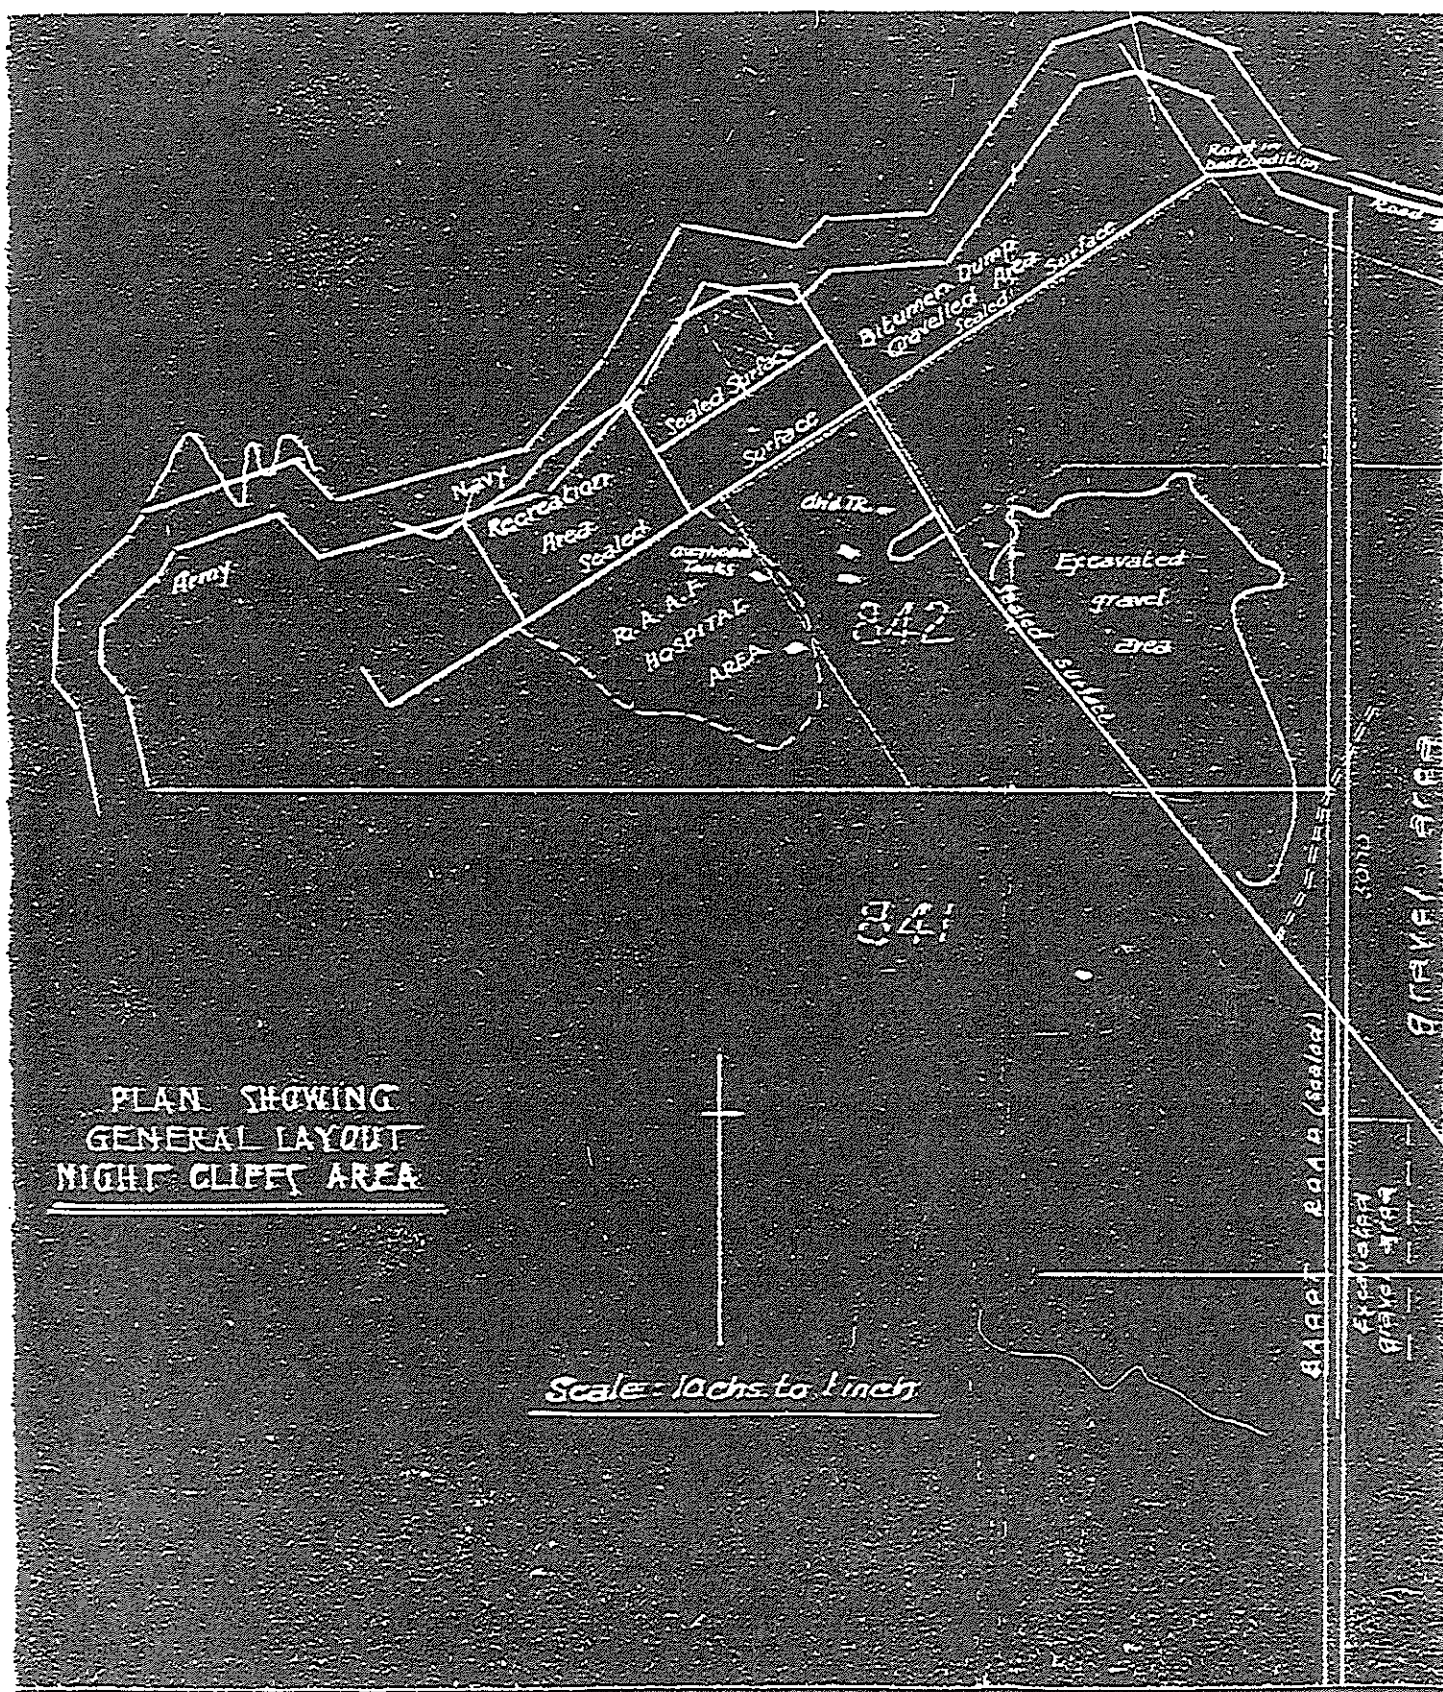 Road in
bad condition
Road
Bitumen Dump
Gravelled Area
Sealed Surface
Sealed Surface
Surface
Navy
Recreation
Area
Sealed
Army
Overhead
Tanks
R.A.A.F
HOSPITAL
AREA
842
Excavated
gravel
area
Sealed Surface
841
ROAD
gravel area
PLAN SHOWING
GENERAL LAYOUT
NIGHT CLIFFS AREA
BAGOT ROAD (Sealed)
Excavated
gravel area
Scale = 10chs to 1 inch